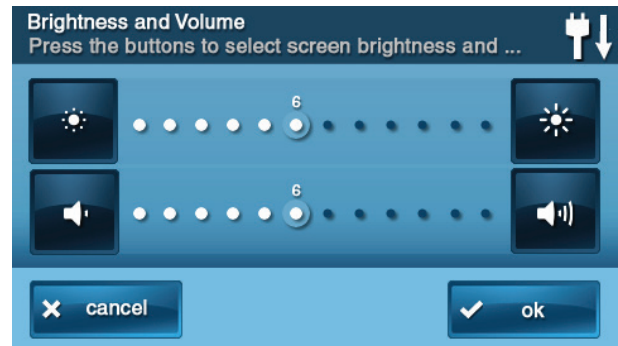 Brightness and Volume
Press the buttons to select screen brightness and ...
6
6
cancel
ok